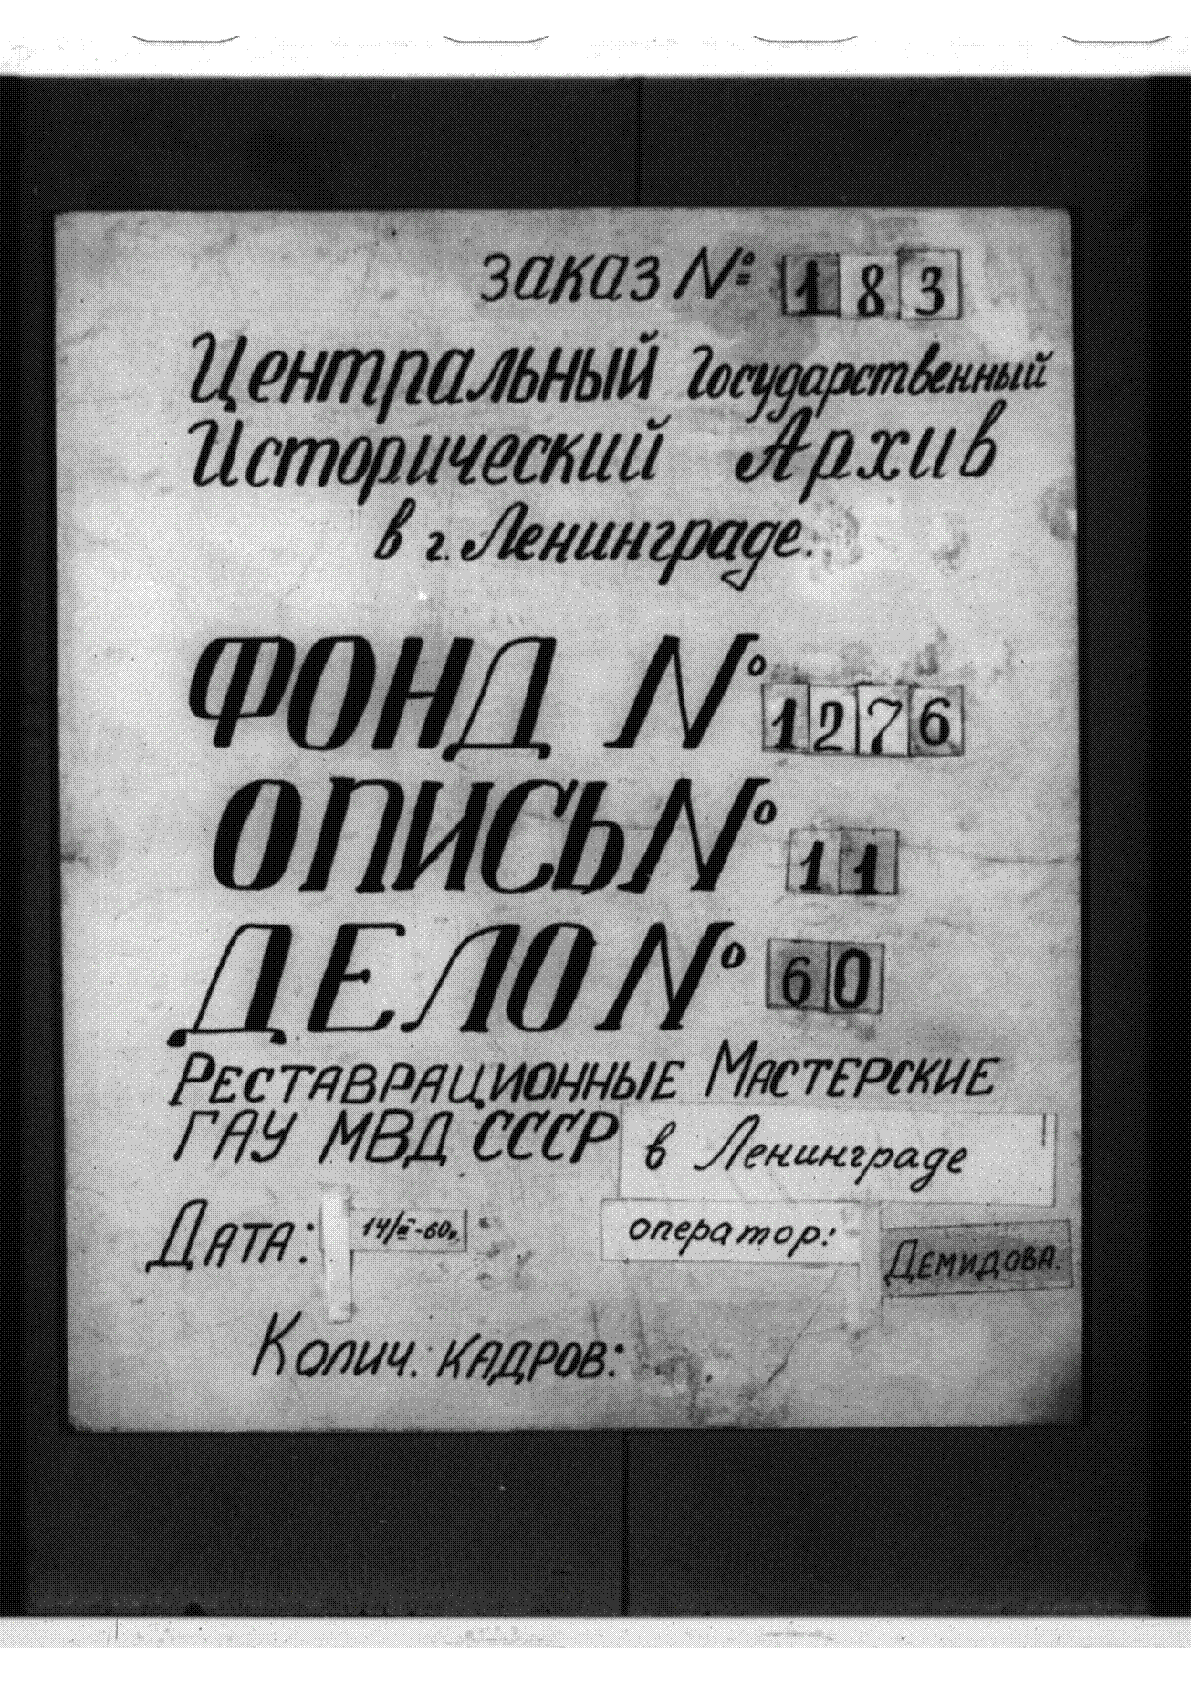 заказ № 183
Центральный Государственный
Исторический Архив
в г. Ленинграде.
ФОНД № 1276
ОПИСЬ № 11
ДЕЛО № 60
Реставрационные Мастерские
ГАУ МВД СССР в Ленинграде
Дата: оператор: Демидова.
Колич. кадров: